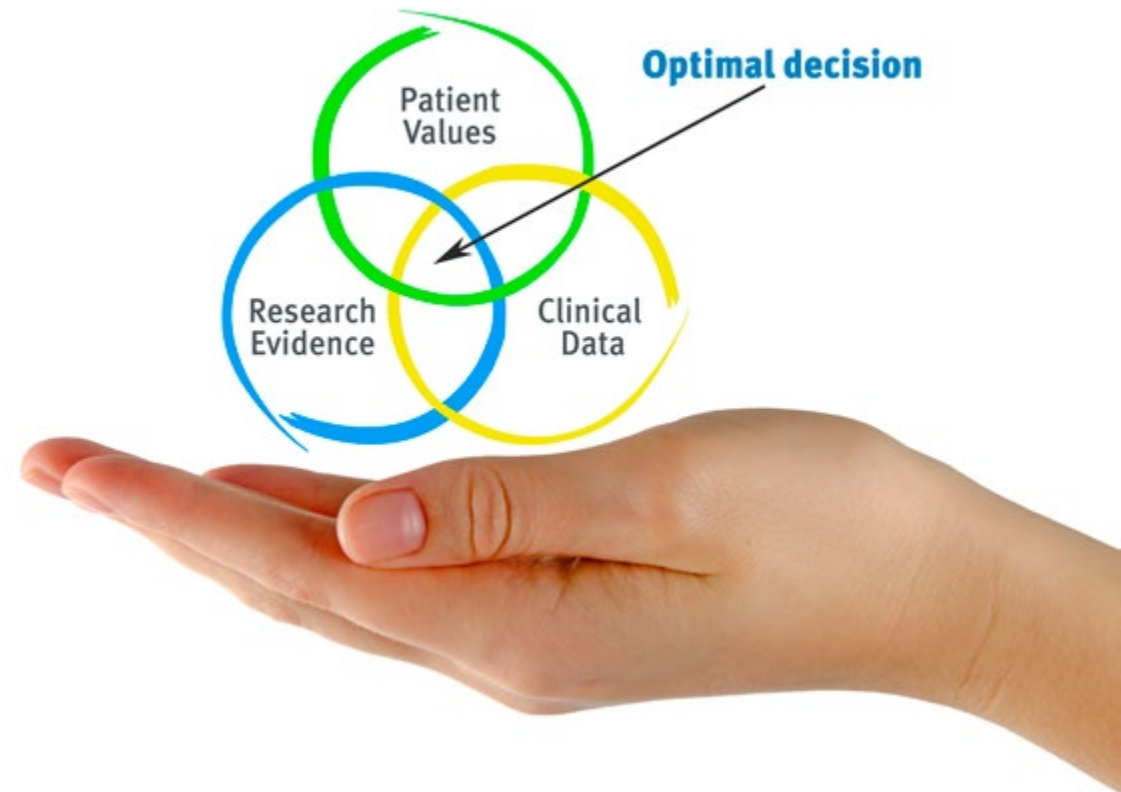 Optimal decision
Patient
Values
Research
Evidence
Clinical
Data